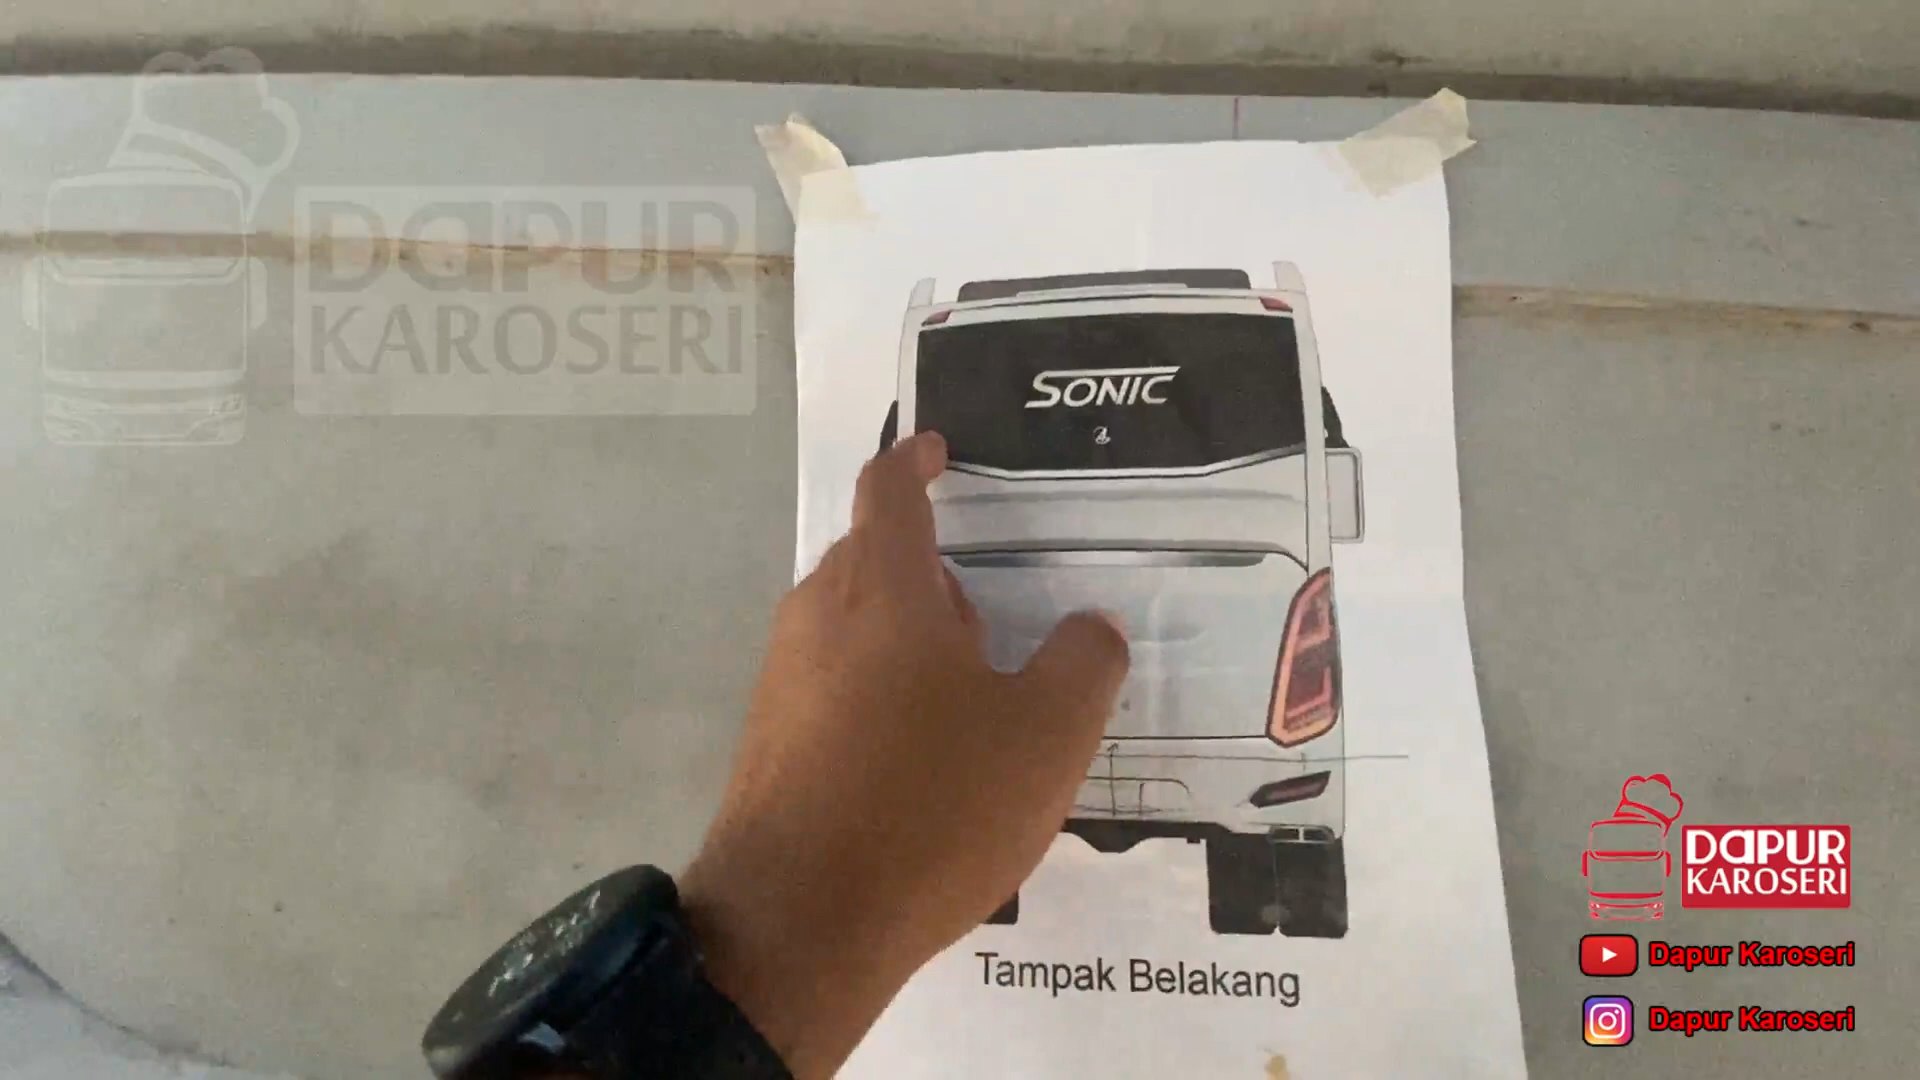 DAPUR
KAROSERI
SONIC
Tampak Belakang
DAPUR
KAROSERI
Dapur Karoseri
Dapur Karoseri